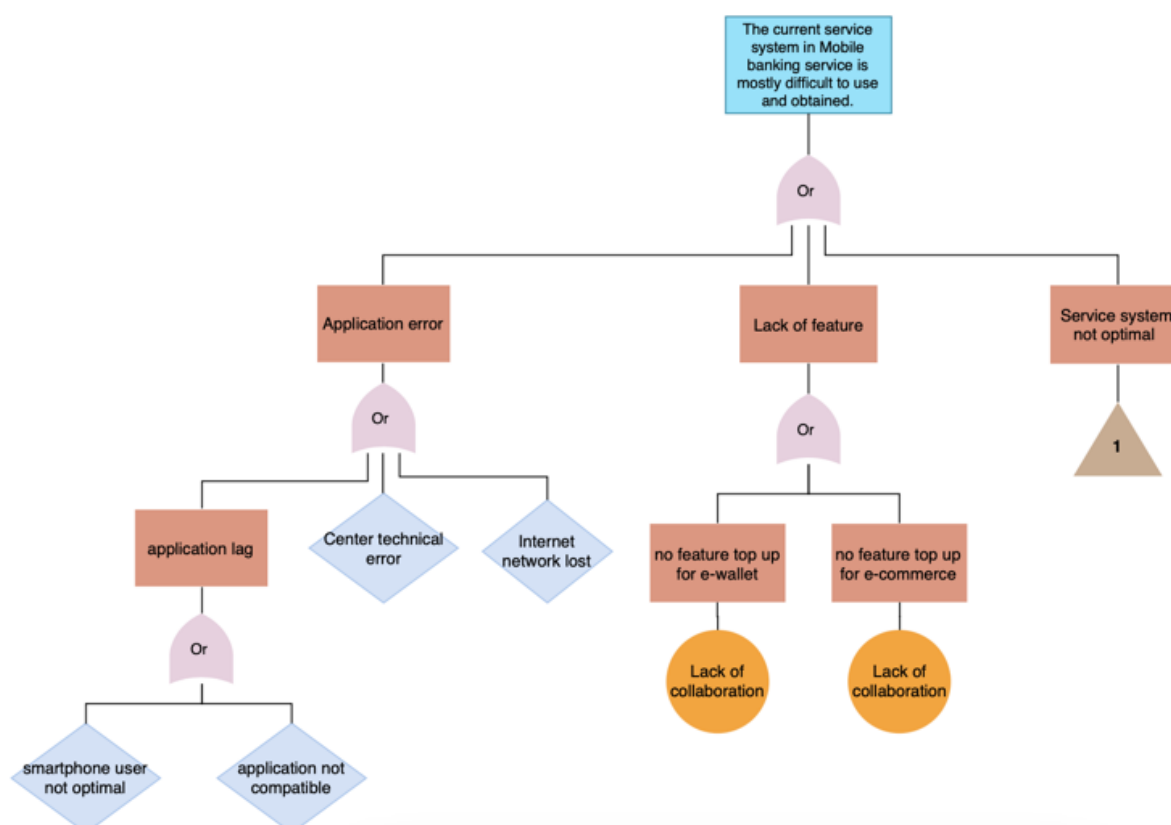 The current service
system in Mobile
banking service is
mostly difficult to use
and obtained.
Or
Application error
Lack of feature
Service system
not optimal
Or
Or
1
application lag
Center technical
error
Internet
network lost
no feature top up
for e-wallet
no feature top up
for e-commerce
Or
Lack of
collaboration
Lack of
collaboration
smartphone user
not optimal
application not
compatible